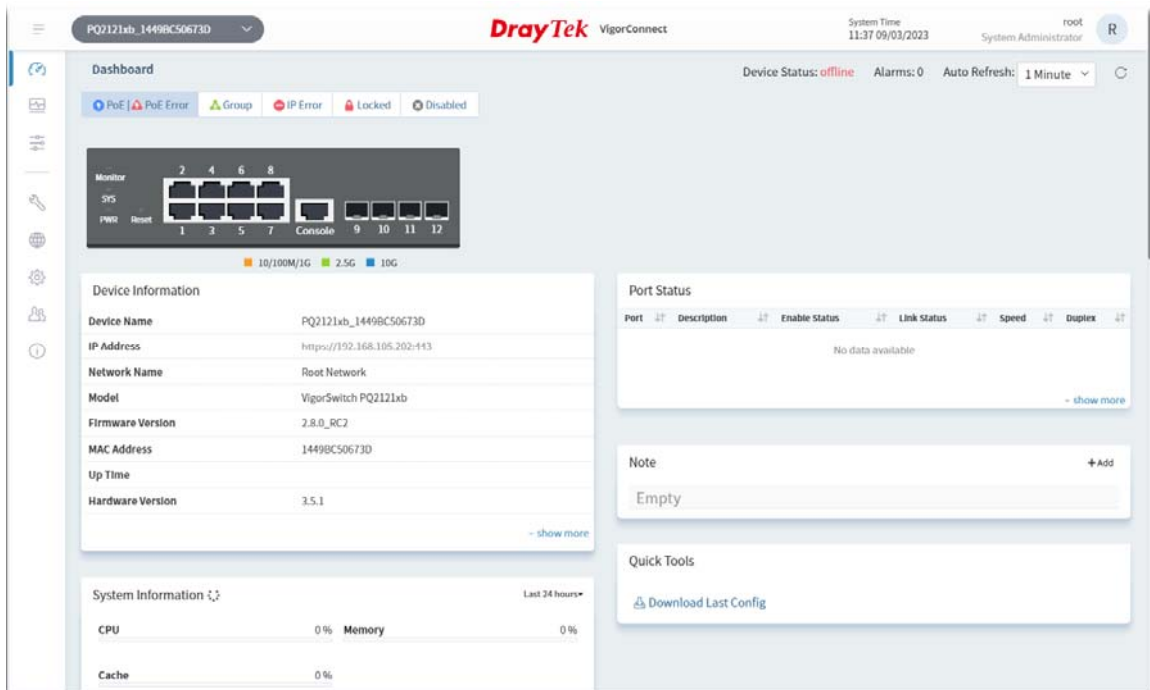 PQ2121xb_1449BC50673D
DrayTek VigorConnect
System Time
11:37 09/03/2023
root
System Administrator
R
Dashboard
Device Status: offline Alarms: 0 Auto Refresh: 1 Minute
PoE | PoE Error Group IP Error Locked Disabled
Monitor
SYS
PWR Reset
2 4 6 8
1 3 5 7 Console 9 10 11 12
10/100M/1G 2.5G 10G
Device Information
Device Name PQ2121xb_1449BC50673D
IP Address https://192.168.105.202:443
Network Name Root Network
Model VigorSwitch PQ2121xb
Firmware Version 2.8.0_RC2
MAC Address 1449BC50673D
Up Time
Hardware Version 3.5.1
- show more
Port Status
Port Description Enable Status Link Status Speed Duplex
No data available
- show more
Note +Add
Empty
Quick Tools
Download Last Config
System Information Last 24 hours
CPU 0 % Memory 0 %
Cache 0 %